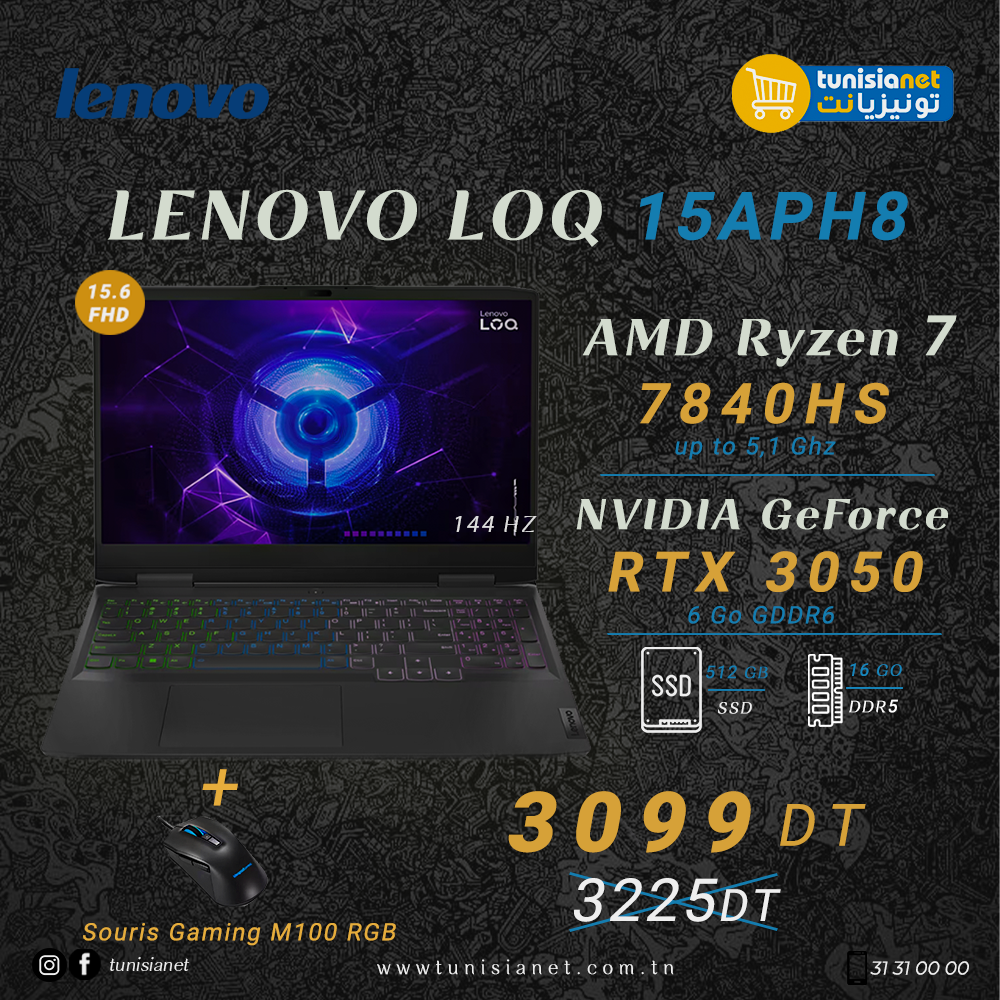 lenovo
tunisianet
تونيزيانت
LENOVO LOQ 15APH8
15.6
FHD
Lenovo
LOQ
144 HZ
AMD Ryzen 7
7840HS
up to 5,1 Ghz
NVIDIA GeForce
RTX 3050
6 Go GDDR6
SSD
512 GB
SSD
16 GO
DDR5
+
3099 DT
3225DT
Souris Gaming M100 RGB
tunisianet
wwwtunisianet.com.tn
31 31 00 00